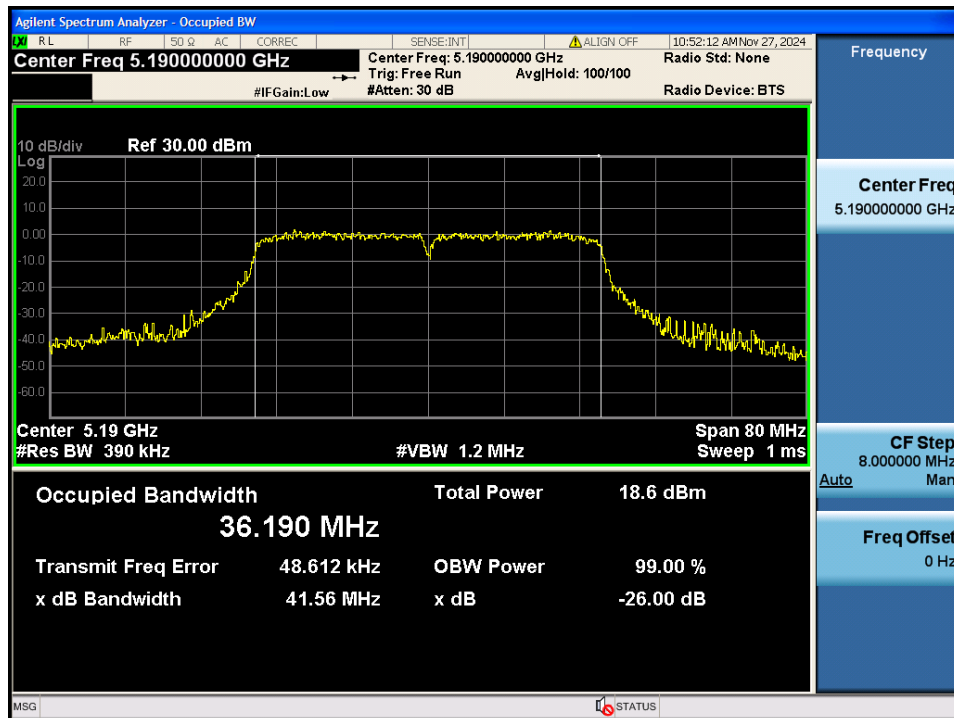 Agilent Spectrum Analyzer - Occupied BW
LXI RL RF 50 Ω AC CORREC SENSE:INT ALIGN OFF 10:52:12 AM Nov 27, 2024
Center Freq 5.190000000 GHz
Center Freq: 5.190000000 GHz
Radio Std: None
Trig: Free Run
Avg|Hold: 100/100
#IFGain:Low
#Atten: 30 dB
Radio Device: BTS
10 dB/div
Ref 30.00 dBm
Log
20.0
10.0
0.00
-10.0
-20.0
-30.0
-40.0
-50.0
-60.0
Center 5.19 GHz
Span 80 MHz
#Res BW 390 kHz
#VBW 1.2 MHz
Sweep 1 ms
Occupied Bandwidth
Total Power 18.6 dBm
36.190 MHz
Transmit Freq Error 48.612 kHz
OBW Power 99.00 %
x dB Bandwidth 41.56 MHz
x dB -26.00 dB
Frequency
Center Freq
5.190000000 GHz
CF Step
8.000000 MHz
Auto Man
Freq Offset
0 Hz
MSG
STATUS